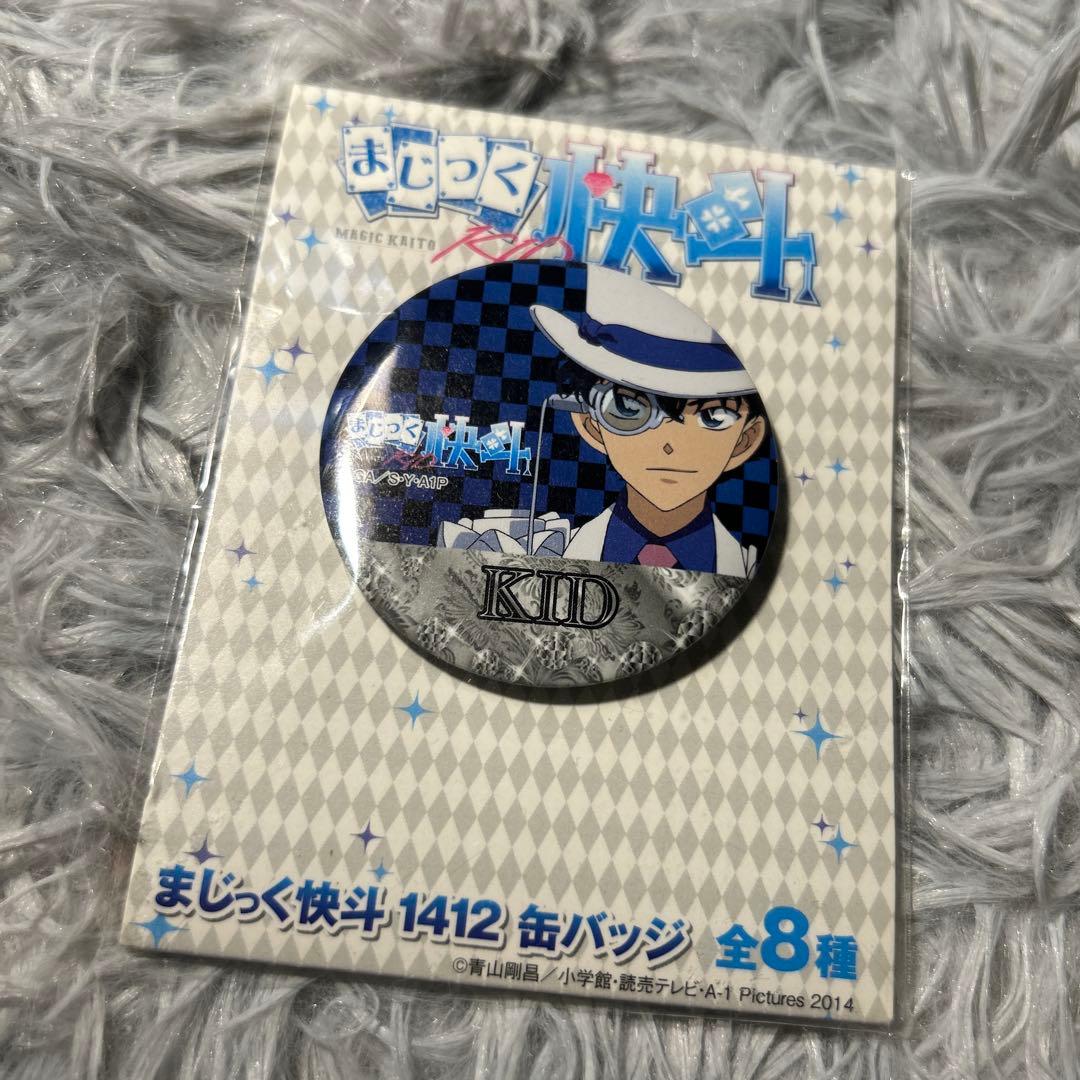 まじっく快斗
MAGIC KAITO
KID
まじっく快斗
KID
GA/S・Y・A1P
KID
まじっく快斗 1412 缶バッジ 全8種
©青山剛昌/小学館・読売テレビ・A-1 Pictures 2014